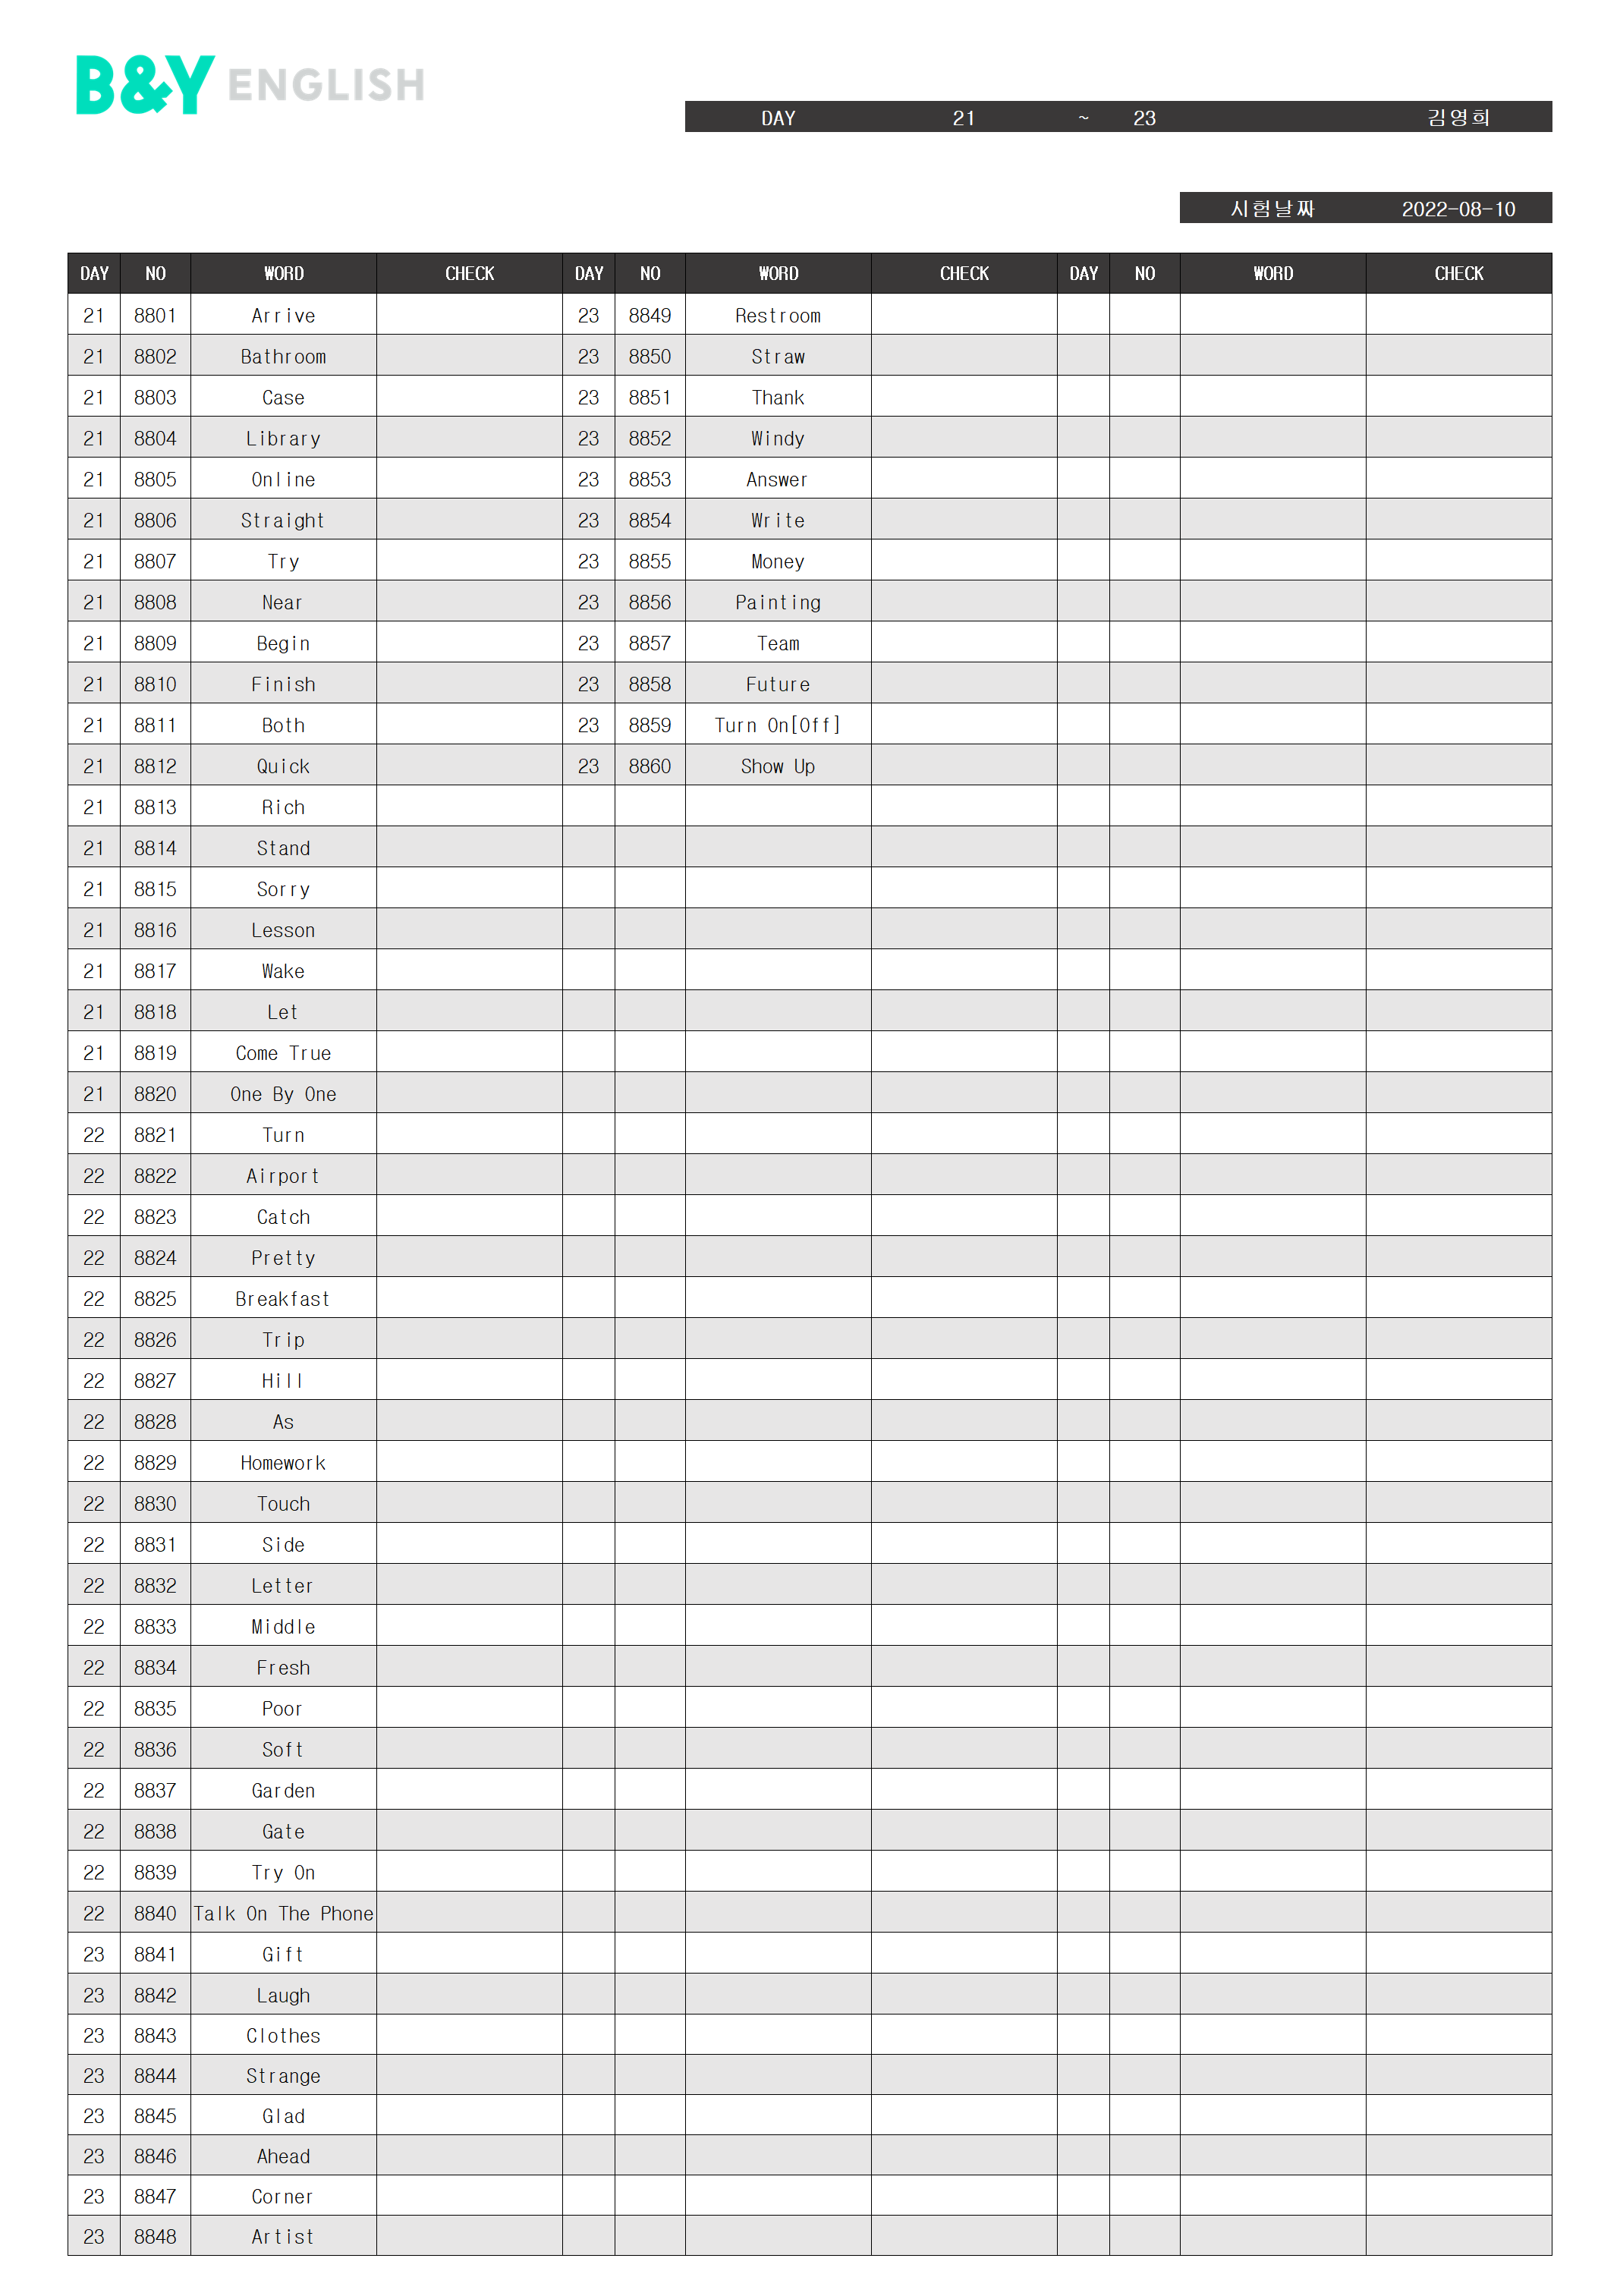 B&Y ENGLISH
DAY 21 ~ 23 김영희
시험날짜 2022-08-10
DAY NO WORD CHECK DAY NO WORD CHECK DAY NO WORD CHECK
21 8801 Arrive 23 8849 Restroom
21 8802 Bathroom 23 8850 Straw
21 8803 Case 23 8851 Thank
21 8804 Library 23 8852 Windy
21 8805 Online 23 8853 Answer
21 8806 Straight 23 8854 Write
21 8807 Try 23 8855 Money
21 8808 Near 23 8856 Painting
21 8809 Begin 23 8857 Team
21 8810 Finish 23 8858 Future
21 8811 Both 23 8859 Turn On[Off]
21 8812 Quick 23 8860 Show Up
21 8813 Rich
21 8814 Stand
21 8815 Sorry
21 8816 Lesson
21 8817 Wake
21 8818 Let
21 8819 Come True
21 8820 One By One
22 8821 Turn
22 8822 Airport
22 8823 Catch
22 8824 Pretty
22 8825 Breakfast
22 8826 Trip
22 8827 Hill
22 8828 As
22 8829 Homework
22 8830 Touch
22 8831 Side
22 8832 Letter
22 8833 Middle
22 8834 Fresh
22 8835 Poor
22 8836 Soft
22 8837 Garden
22 8838 Gate
22 8839 Try On
22 8840 Talk On The Phone
23 8841 Gift
23 8842 Laugh
23 8843 Clothes
23 8844 Strange
23 8845 Glad
23 8846 Ahead
23 8847 Corner
23 8848 Artist